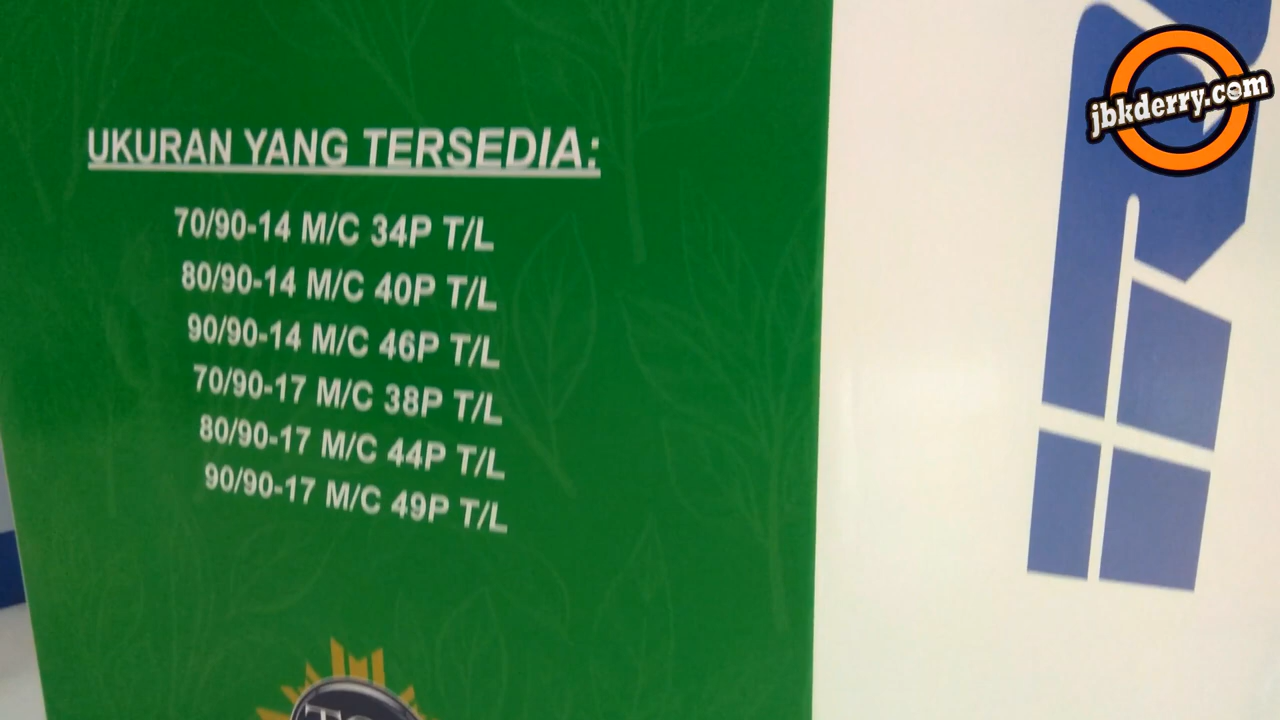 jbkderry.com
UKURAN YANG TERSEDIA:
70/90-14 M/C 34P T/L
80/90-14 M/C 40P T/L
90/90-14 M/C 46P T/L
70/90-17 M/C 38P T/L
80/90-17 M/C 44P T/L
90/90-17 M/C 49P T/L